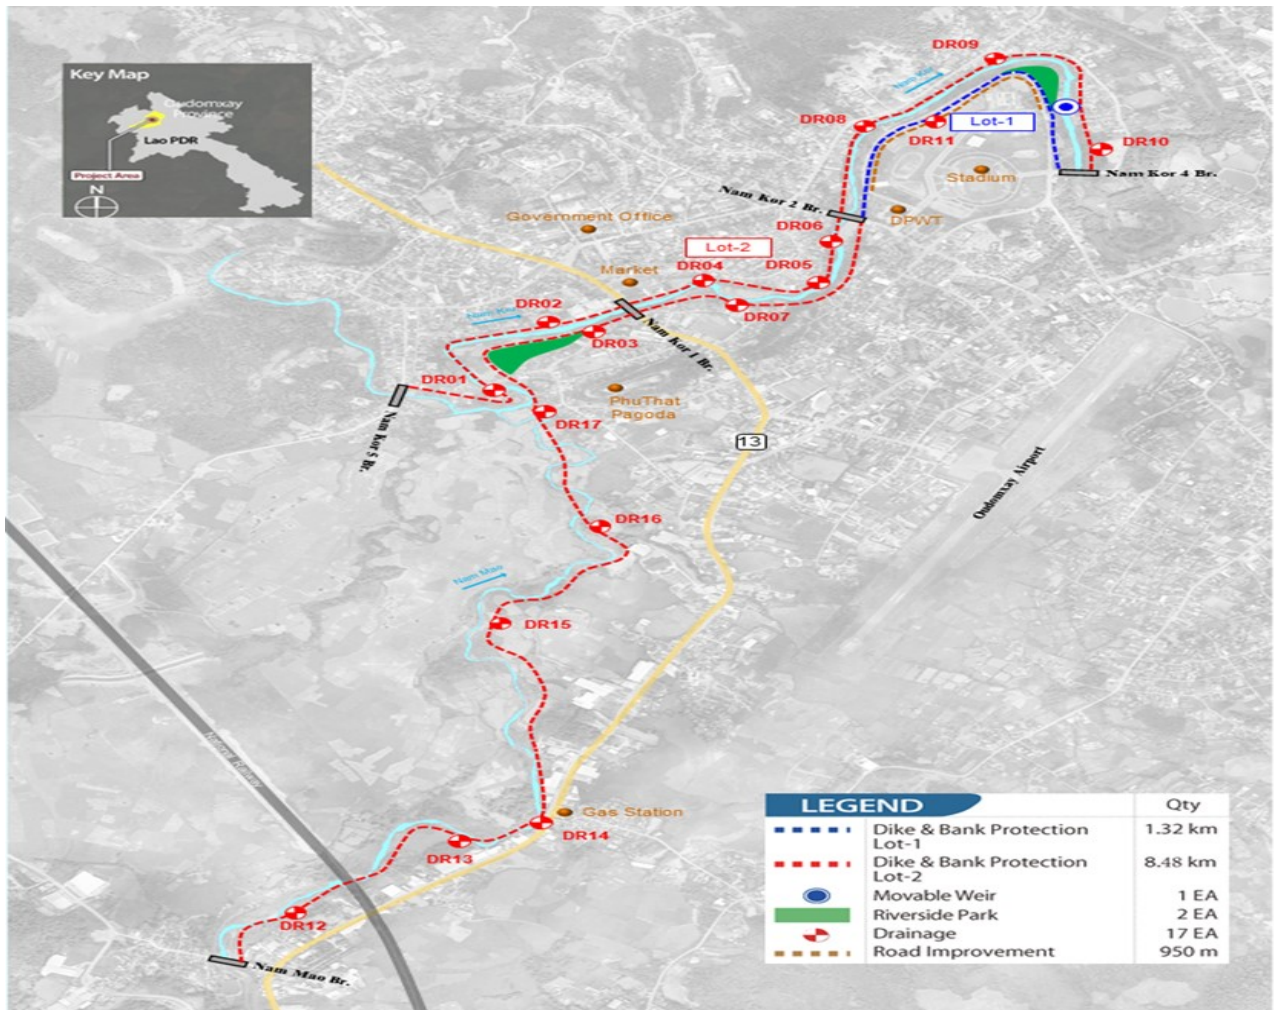 Key Map
Oudomxay
Province
Lao PDR
Project Area
N
DR09
Nam Kor
DR08
Lot-1
DR11
DR10
Nam Kor 4 Br.
Stadium
Nam Kor 2 Br.
DPWT
Government Office
DR06
Lot-2
Market
DR04
DR05
DR02
Nam Kor
DR07
DR03
Nam Kor 1 Br.
DR01
PhuThat
Pagoda
DR17
Nam Kor 5 Br.
13
Oudomxay Airport
DR16
Nam Mao
DR15
Gas Station
DR14
DR13
DR12
Nam Mao Br.
LEGEND Qty
Dike & Bank Protection 1.32 km
Lot-1
Dike & Bank Protection 8.48 km
Lot-2
Movable Weir 1 EA
Riverside Park 2 EA
Drainage 17 EA
Road Improvement 950 m